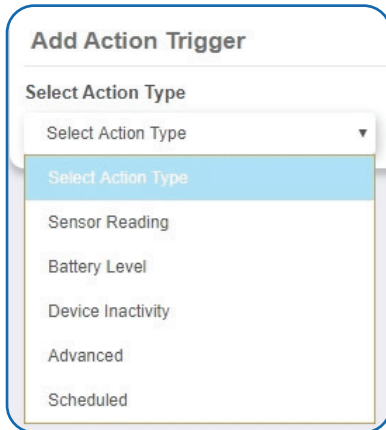 Add Action Trigger
Select Action Type
Select Action Type
Select Action Type
Sensor Reading
Battery Level
Device Inactivity
Advanced
Scheduled